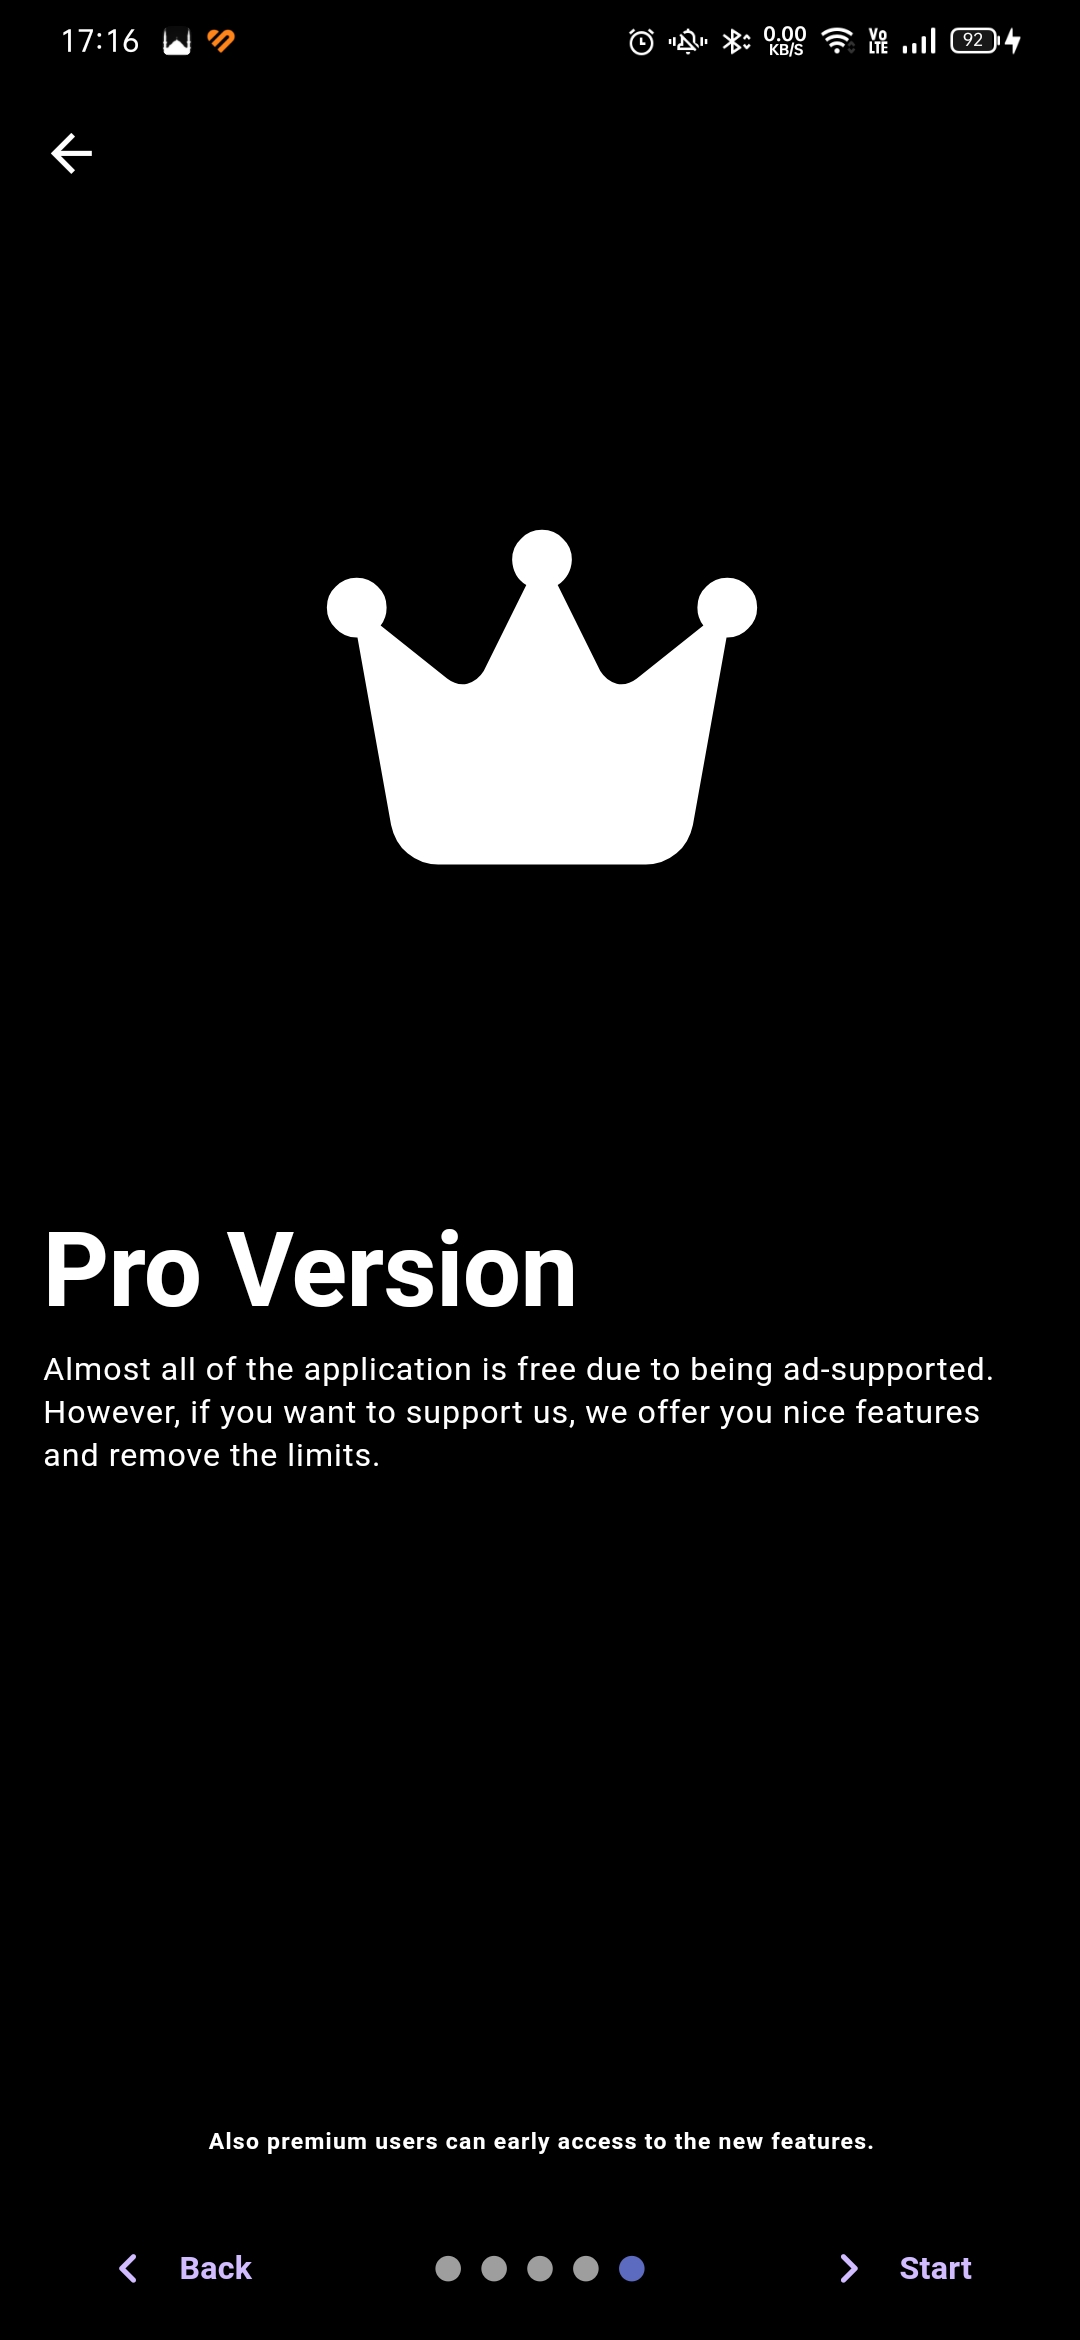 17:16
0.00
KB/S
Vo
LTE
92
Pro Version
Almost all of the application is free due to being ad-supported.
However, if you want to support us, we offer you nice features
and remove the limits.
Also premium users can early access to the new features.
Back
Start